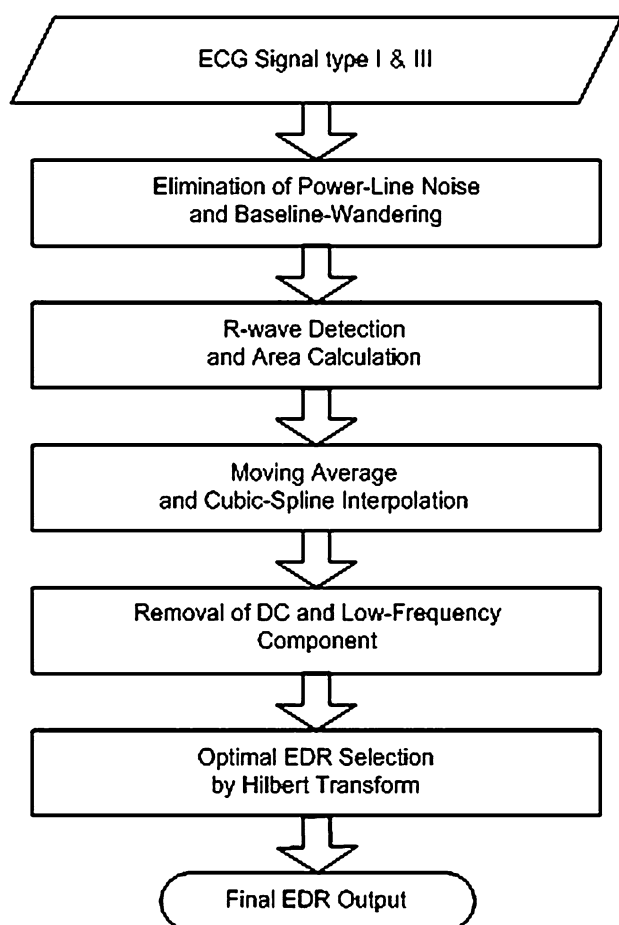 ECG Signal type I & III
Elimination of Power-Line Noise
and Baseline-Wandering
R-wave Detection
and Area Calculation
Moving Average
and Cubic-Spline Interpolation
Removal of DC and Low-Frequency
Component
Optimal EDR Selection
by Hilbert Transform
Final EDR Output